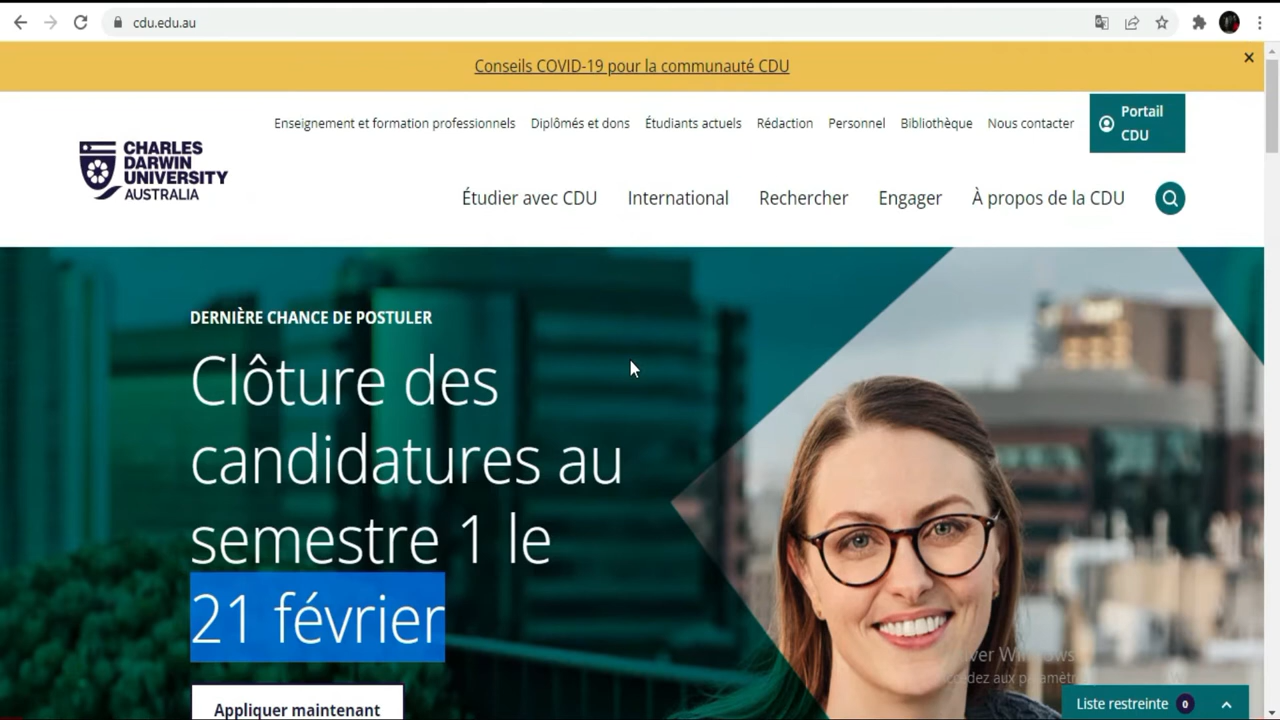 cdu.edu.au
Conseils COVID-19 pour la communauté CDU
Enseignement et formation professionnels Diplômés et dons Étudiants actuels Rédaction Personnel Bibliothèque Nous contacter
Portail
CDU
CHARLES
DARWIN
UNIVERSITY
AUSTRALIA
Étudier avec CDU International Rechercher Engager À propos de la CDU
DERNIÈRE CHANCE DE POSTULER
Clôture des
candidatures au
semestre 1 le
21 février
Appliquer maintenant
Liste restreinte 0